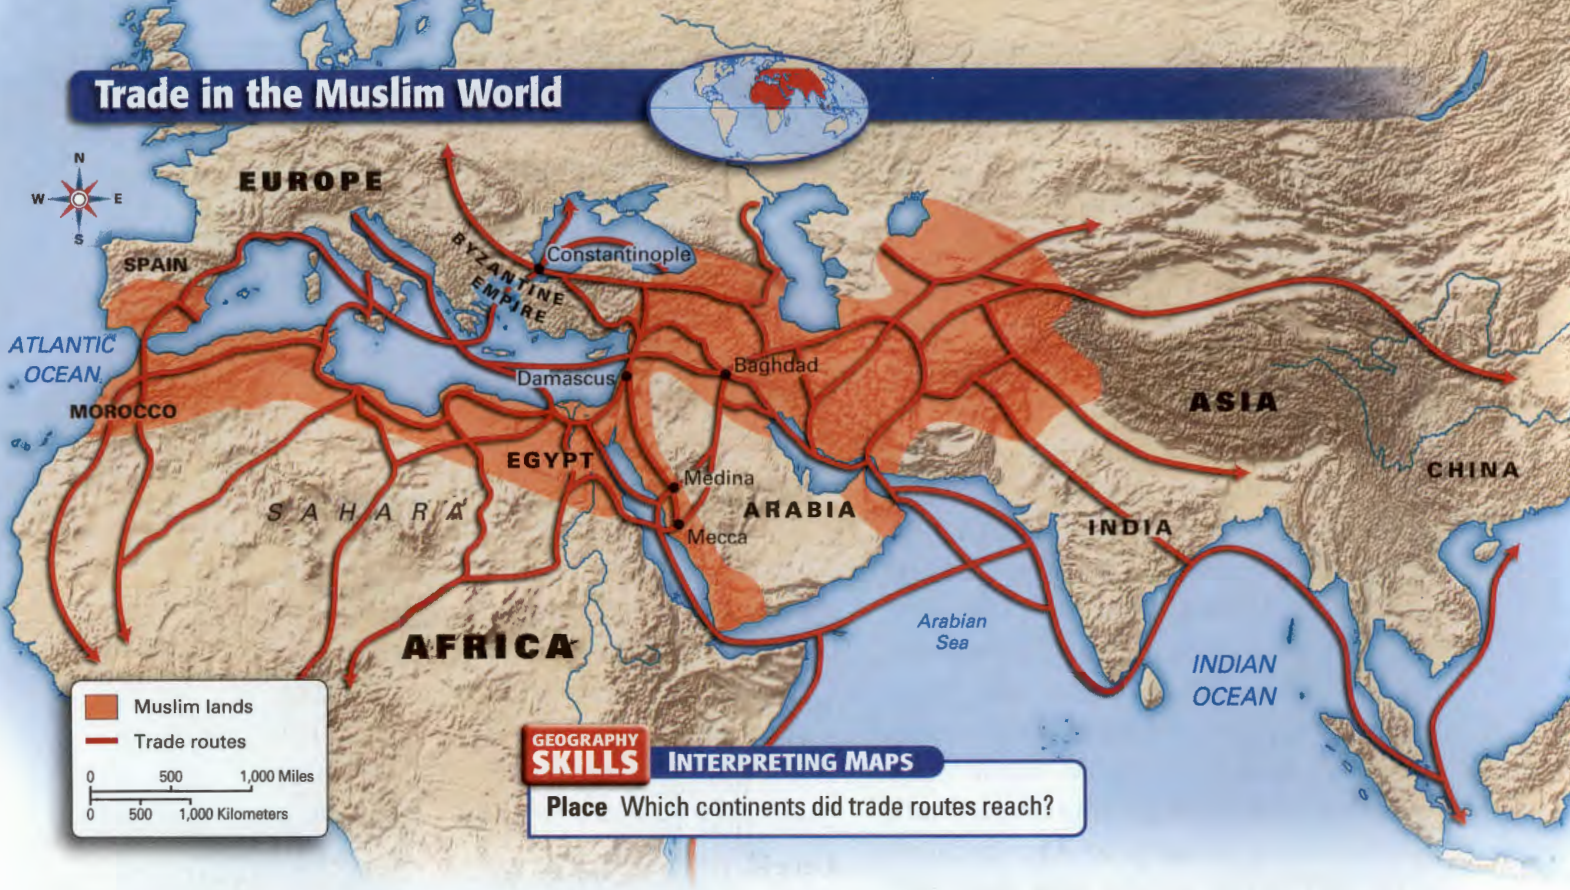 Trade in the Muslim World
N
W E
S
EUROPE
SPAIN
BYZANTINE
EMPIRE
Constantinople
ATLANTIC
OCEAN
MOROCCO
Damascus
Baghdad
ASIA
EGYPT
Medina
ARABIA
Mecca
CHINA
SAHARA
INDIA
AFRICA
Arabian
Sea
INDIAN
OCEAN
Muslim lands
Trade routes
0 500 1,000 Miles
0 500 1,000 Kilometers
GEOGRAPHY
SKILLS
INTERPRETING MAPS
Place Which continents did trade routes reach?